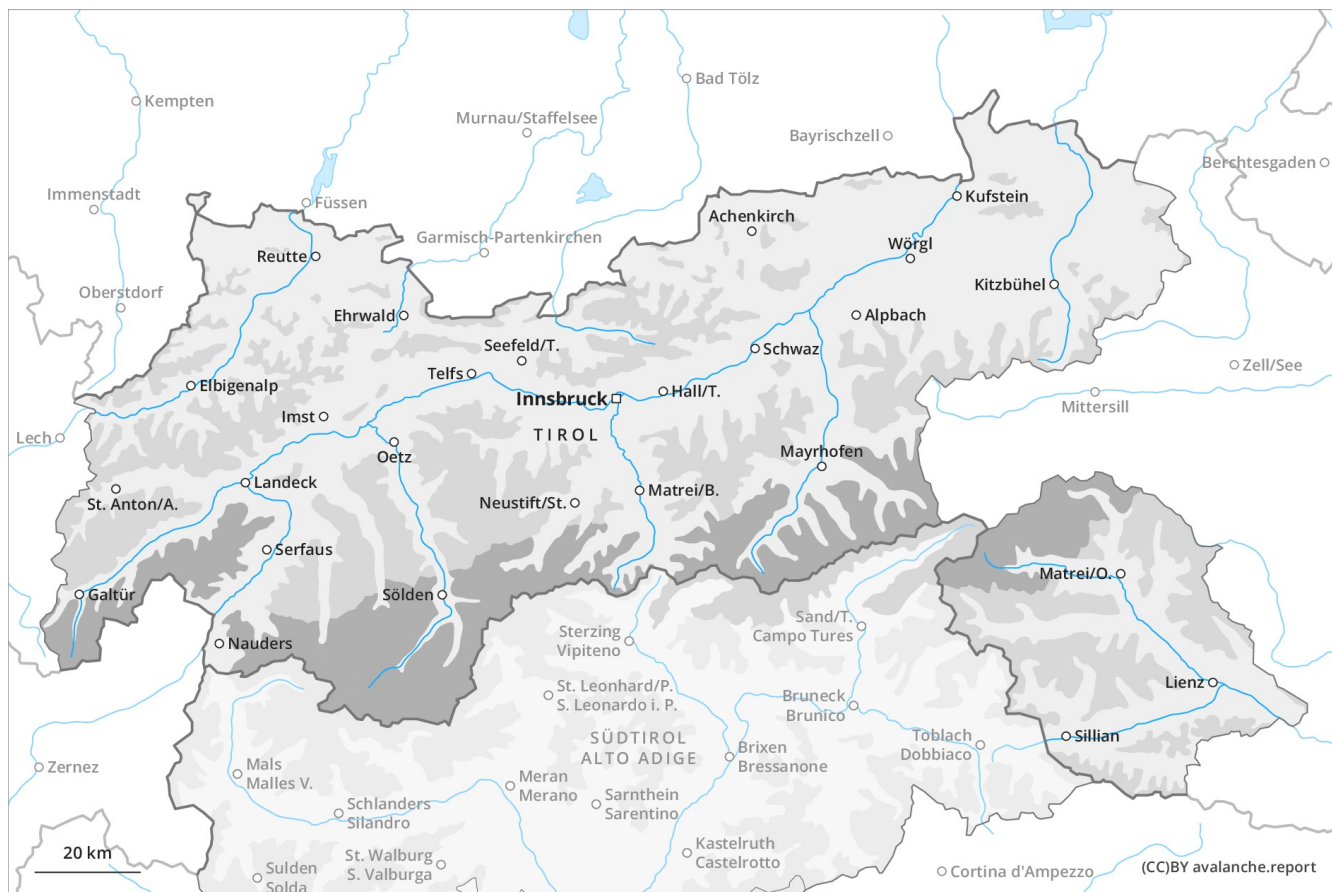 Kempten
Bad Tölz
Murnau/Staffelsee
Bayrischzell
Berchtesgaden
Immenstadt
Füssen
Kufstein
Achenkirch
Garmisch-Partenkirchen
Wörgl
Reutte
Kitzbühel
Oberstdorf
Ehrwald
Alpbach
Seefeld/T.
Schwaz
Zell/See
Telfs
Elbigenalp
Innsbruck
Hall/T.
Mittersill
Imst
Lech
TIROL
Oetz
Mayrhofen
Landeck
St. Anton/A.
Neustift/St.
Matrei/B.
Serfaus
Matrei/O.
Galtür
Sölden
Sand/T.
Campo Tures
Sterzing
Vipiteno
Nauders
Lienz
St. Leonhard/P.
S. Leonardo i. P.
Bruneck
Brunico
SÜDTIROL
ALTO ADIGE
Toblach
Dobbiaco
Sillian
Brixen
Bressanone
Zernez
Mals
Malles V.
Meran
Merano
Sarnthein
Sarentino
Schlanders
Silandro
Kastelruth
Castelrotto
20 km
St. Walburg
S. Valburga
Sulden
Solda
Cortina d'Ampezzo
(CC)BY avalanche.report